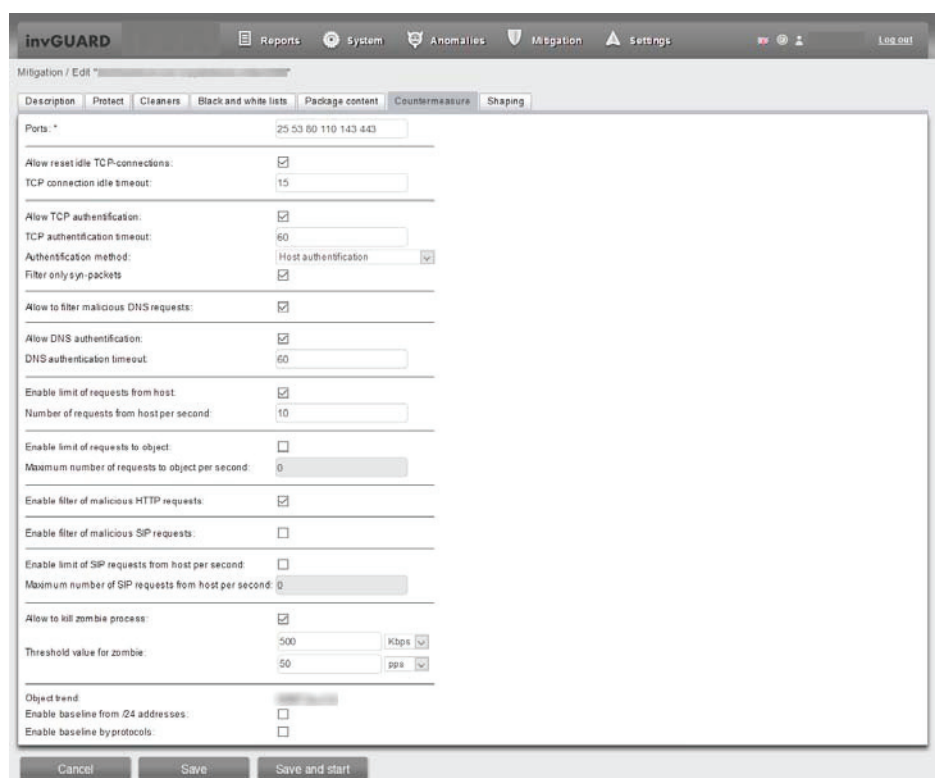 invGUARD Reports System Anomalies Mitigation Settings Log out
Mitigation / Edit "
Description Protect Cleaners Black and white lists Package content Countermeasure Shaping
Ports: * 25 53 80 110 143 443
Allow reset idle TCP-connections:
TCP connection idle timeout: 15
Allow TCP authentification:
TCP authentification timeout: 60
Authentification method: Host authentification
Filter only syn-packets
Allow to filter malicious DNS requests:
Allow DNS authentification:
DNS authentication timeout: 60
Enable limit of requests from host:
Number of requests from host per second: 10
Enable limit of requests to object:
Maximum number of requests to object per second: 0
Enable filter of malicious HTTP requests:
Enable filter of malicious SIP requests:
Enable limit of SIP requests from host per second:
Maximum number of SIP requests from host per second: 0
Allow to kill zombie process:
500 Kbps
Threshold value for zombie:
50 pps
Object trend:
Enable baseline from /24 addresses:
Enable baseline by protocols:
Cancel Save Save and start